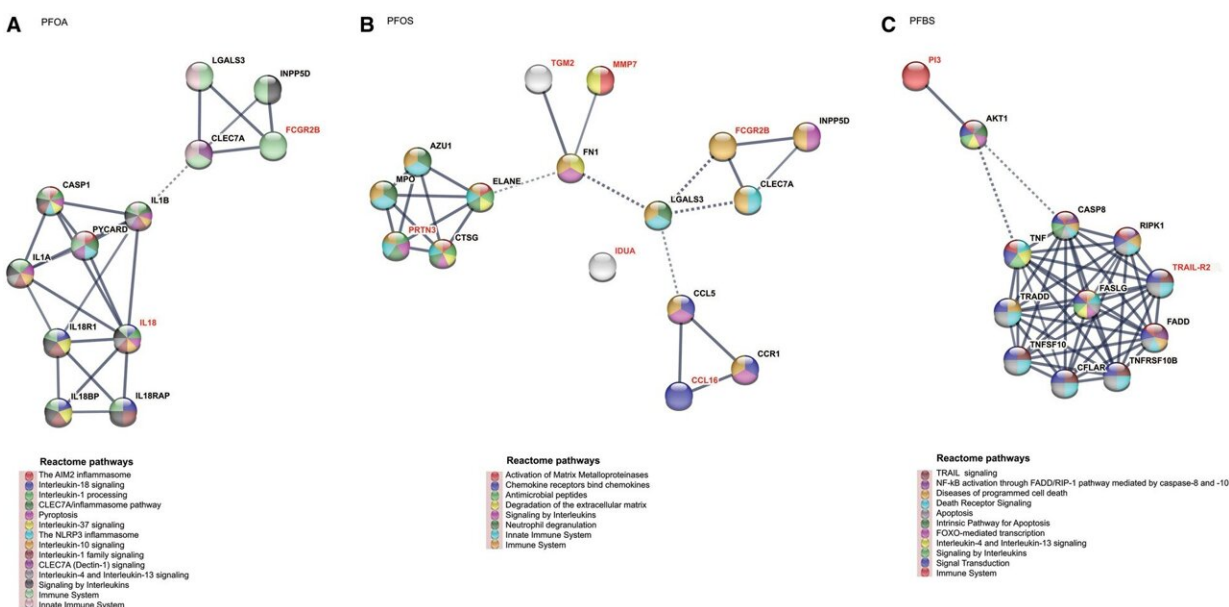 A PFOA
LGALS3
INPP5D
FCGR2B
CLEC7A
CASP1
IL1B
PYCARD
IL1A
IL18R1
IL18
IL18BP
IL18RAP
Reactome pathways
The AIM2 inflammasome
Interleukin-18 signaling
Interleukin-1 processing
CLEC7A/inflammasome pathway
Pyroptosis
Interleukin-37 signaling
The NLRP3 inflammasome
Interleukin-10 signaling
Interleukin-1 family signaling
CLEC7A (Dectin-1) signaling
Interleukin-4 and Interleukin-13 signaling
Signaling by Interleukins
Immune System
Innate Immune System
B PFOS
TGM2
MMP7
FCGR2B
INPP5D
AZU1
FN1
MPO
ELANE
CLEC7A
LGALS3
PRTN3
CTSG
IDUA
CCL5
CCR1
CCL16
Reactome pathways
Activation of Matrix Metalloproteinases
Chemokine receptors bind chemokines
Antimicrobial peptides
Degradation of the extracellular matrix
Signaling by Interleukins
Neutrophil degranulation
Innate Immune System
Immune System
C PFBS
PI3
AKT1
CASP8
RIPK1
TNF
TRAIL-R2
FASLG
TRADD
FADD
TNFSF10
TNFRSF10B
CFLAR
Reactome pathways
TRAIL signaling
NF-kB activation through FADD/RIP-1 pathway mediated by caspase-8 and -10
Diseases of programmed cell death
Death Receptor Signaling
Apoptosis
Intrinsic Pathway for Apoptosis
FOXO-mediated transcription
Interleukin-4 and Interleukin-13 signaling
Signaling by Interleukins
Signal Transduction
Immune System